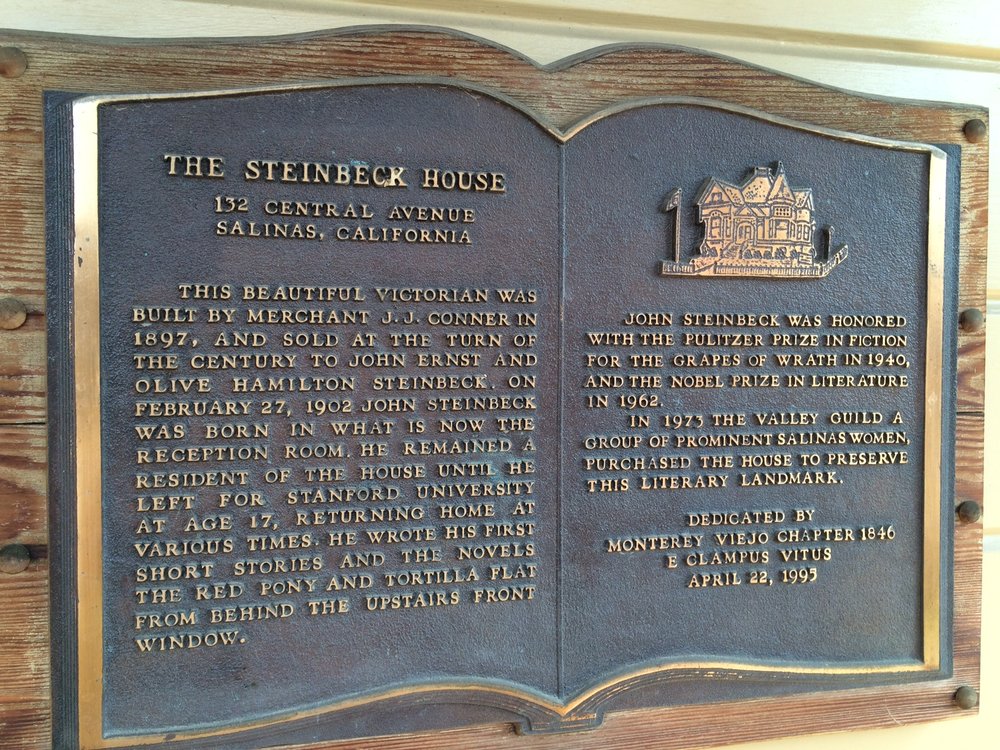 THE STEINBECK HOUSE
132 CENTRAL AVENUE
SALINAS, CALIFORNIA
THIS BEAUTIFUL VICTORIAN WAS
BUILT BY MERCHANT J.J. CONNER IN
1897, AND SOLD AT THE TURN OF
THE CENTURY TO JOHN ERNST AND
OLIVE HAMILTON STEINBECK. ON
FEBRUARY 27, 1902 JOHN STEINBECK
WAS BORN IN WHAT IS NOW THE
RECEPTION ROOM. HE REMAINED A
RESIDENT OF THE HOUSE UNTIL HE
LEFT FOR STANFORD UNIVERSITY
AT AGE 17, RETURNING HOME AT
VARIOUS TIMES. HE WROTE HIS FIRST
SHORT STORIES AND THE NOVELS
THE RED PONY AND TORTILLA FLAT
FROM BEHIND THE UPSTAIRS FRONT
WINDOW.
JOHN STEINBECK WAS HONORED
WITH THE PULITZER PRIZE IN FICTION
FOR THE GRAPES OF WRATH IN 1940,
AND THE NOBEL PRIZE IN LITERATURE
IN 1962.
IN 1973 THE VALLEY GUILD A
GROUP OF PROMINENT SALINAS WOMEN,
PURCHASED THE HOUSE TO PRESERVE
THIS LITERARY LANDMARK.
DEDICATED BY
MONTEREY VIEJO CHAPTER 1846
E CLAMPUS VITUS
APRIL 22, 1995